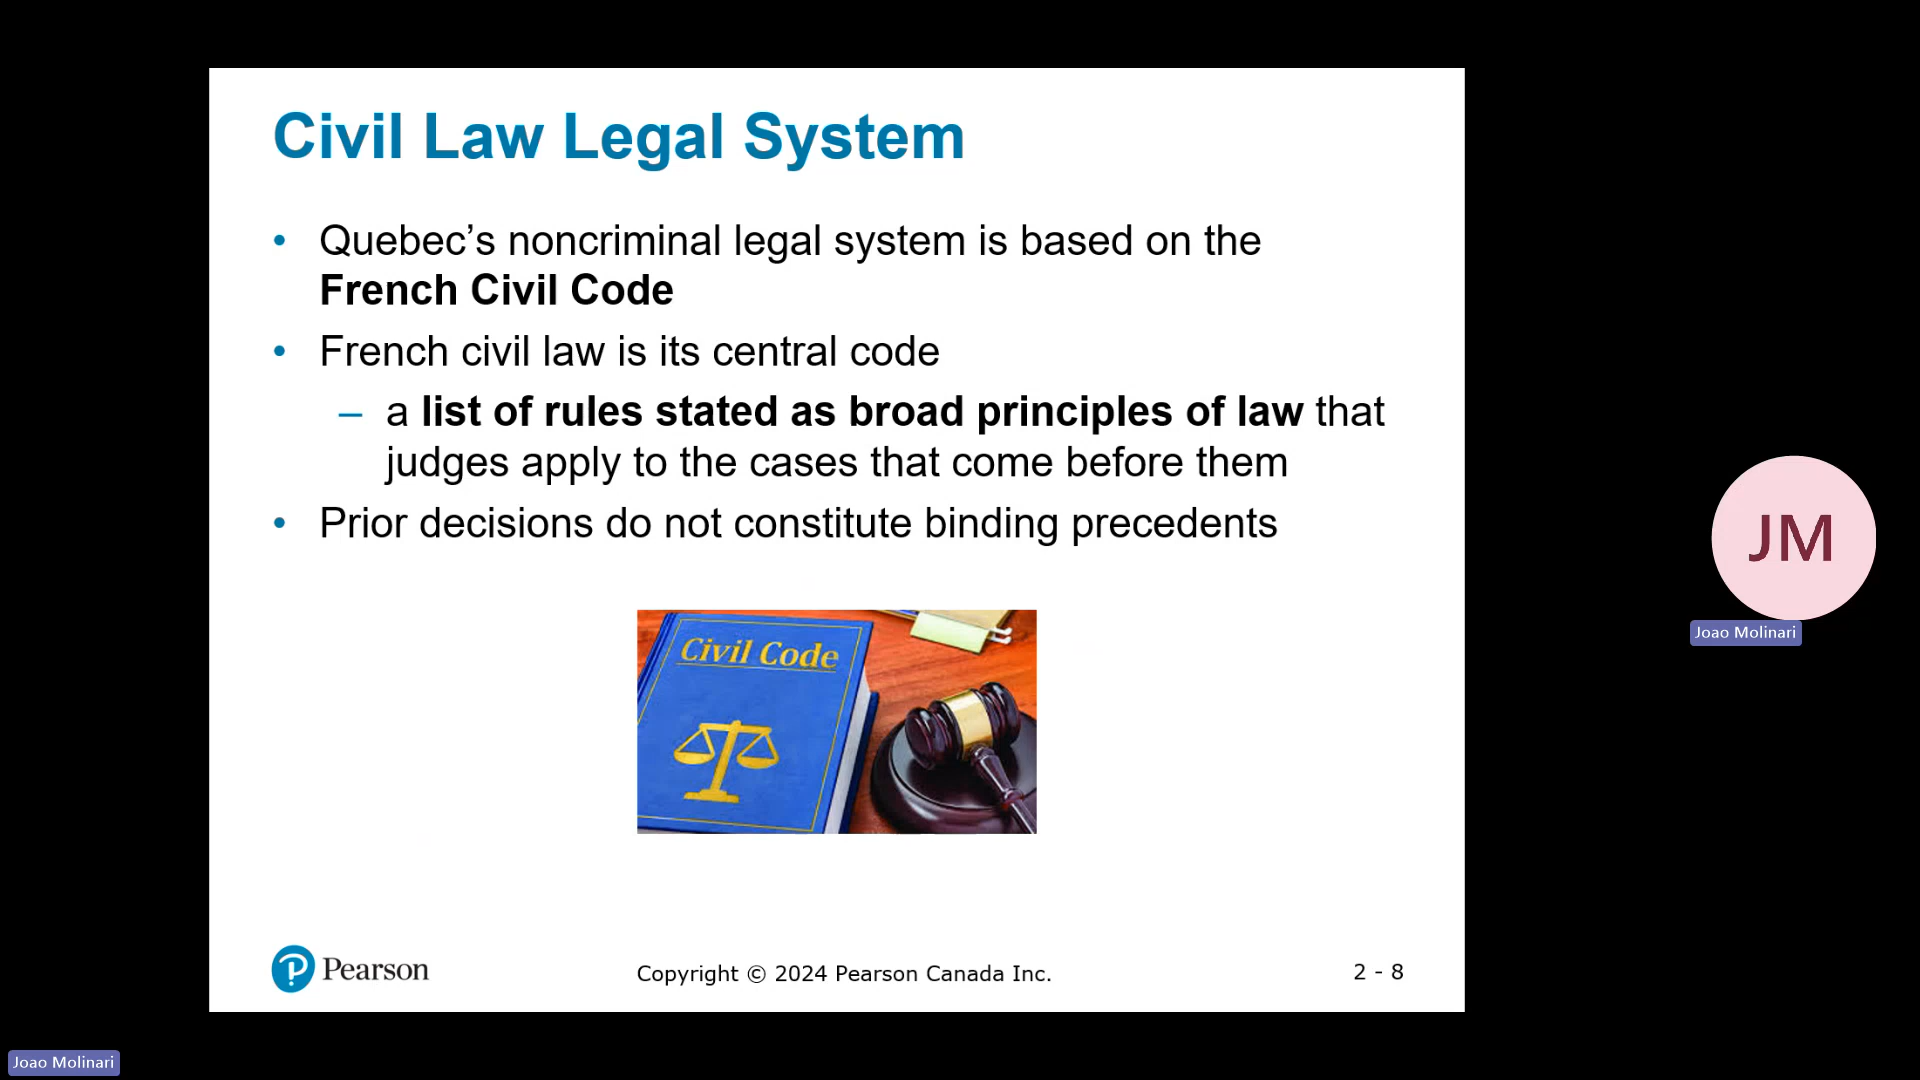 Civil Law Legal System
• Quebec’s noncriminal legal system is based on the
French Civil Code
• French civil law is its central code
– a list of rules stated as broad principles of law that
judges apply to the cases that come before them
• Prior decisions do not constitute binding precedents
Civil Code
JM
Joao Molinari
Pearson
Copyright © 2024 Pearson Canada Inc.
2 - 8
Joao Molinari